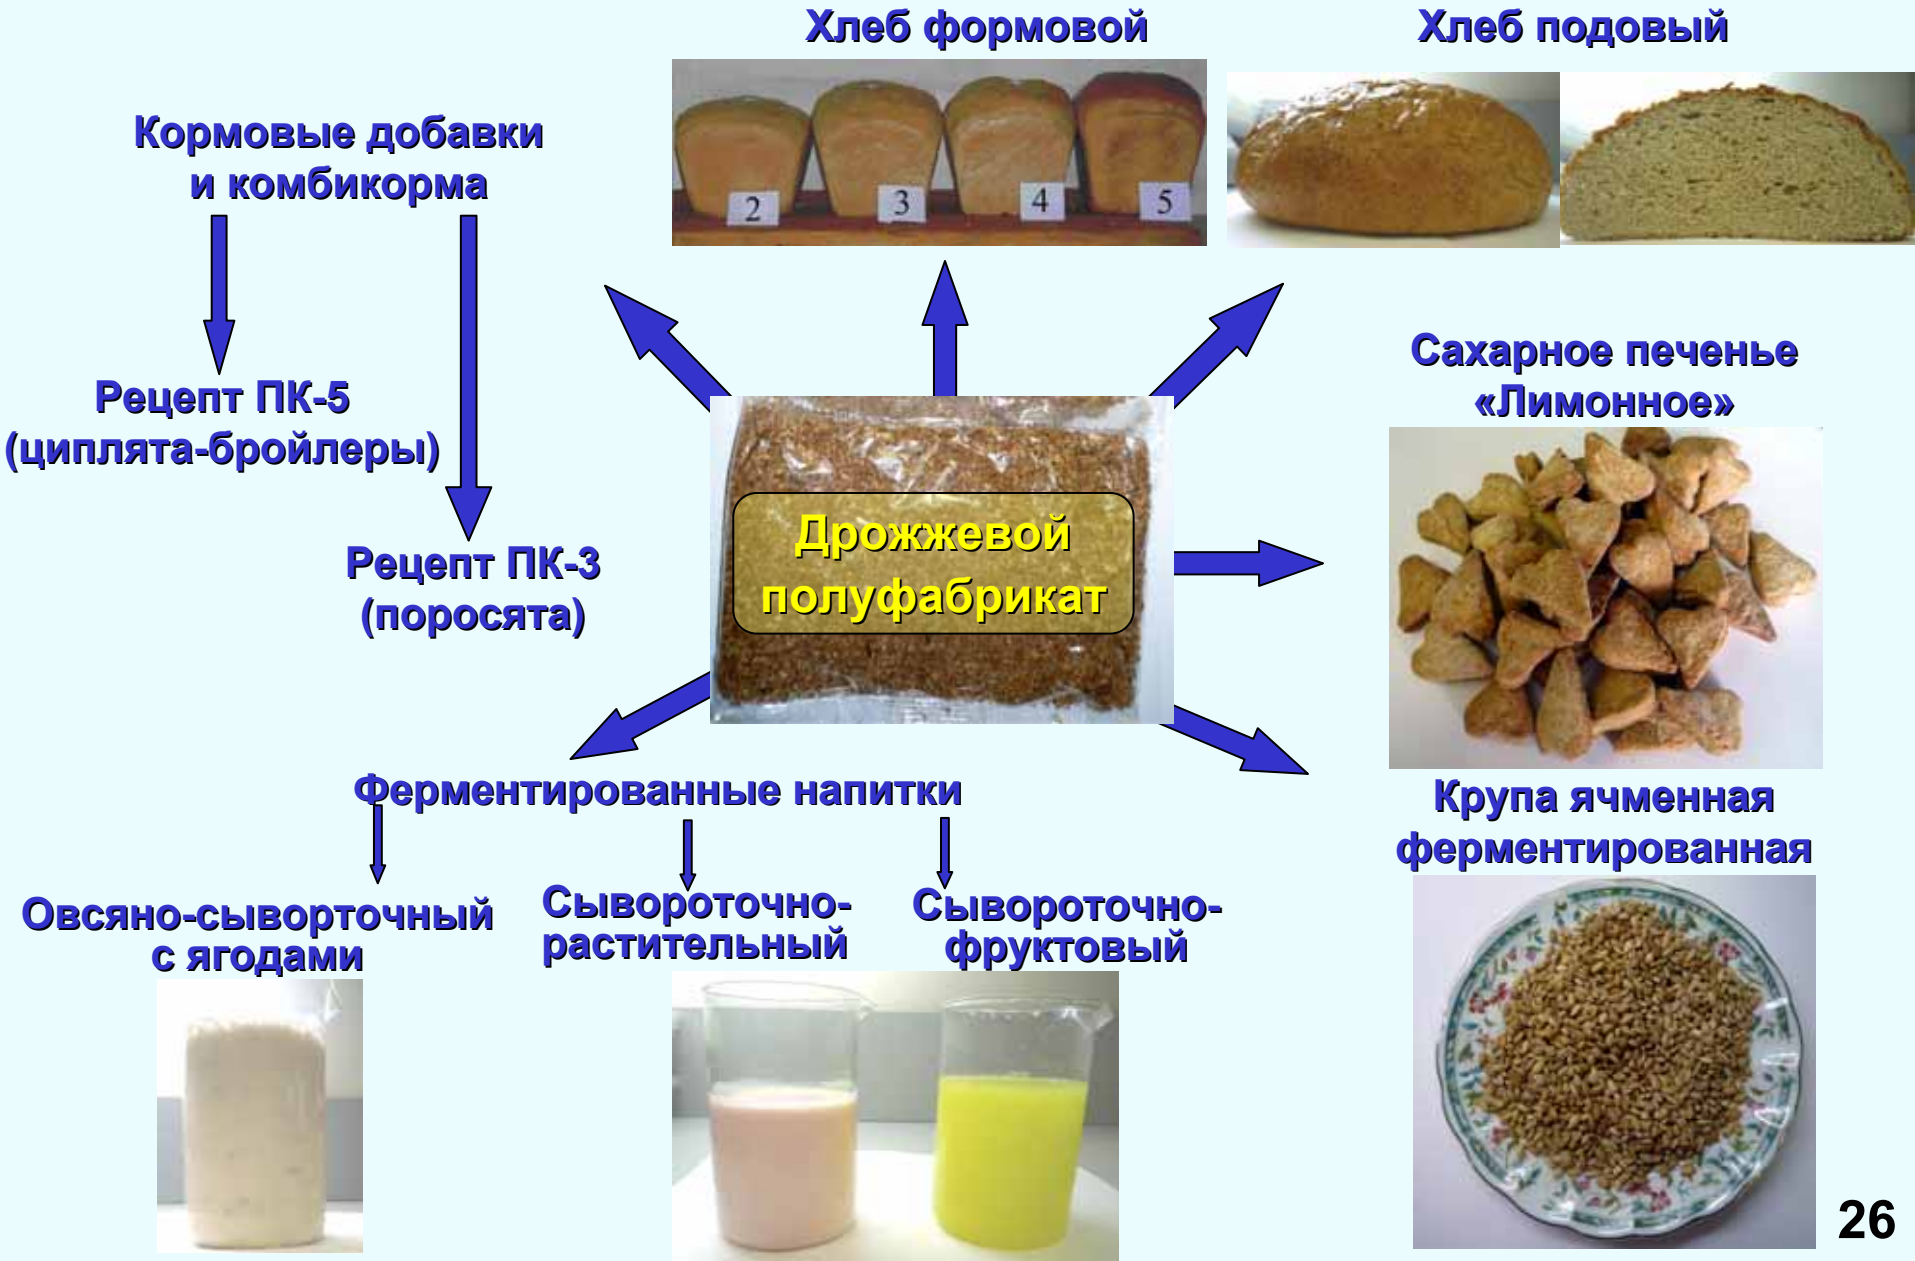 Хлеб формовой
Хлеб подовый
Кормовые добавки
и комбикорма
2
3
4
5
Рецепт ПК-5
(циплята-бройлеры)
Рецепт ПК-3
(поросята)
Дрожжевой
полуфабрикат
Сахарное печенье
«Лимонное»
Ферментированные напитки
Крупа ячменная
ферментированная
Овсяно-сыворточный
с ягодами
Сывороточно-
растительный
Сывороточно-
фруктовый
26